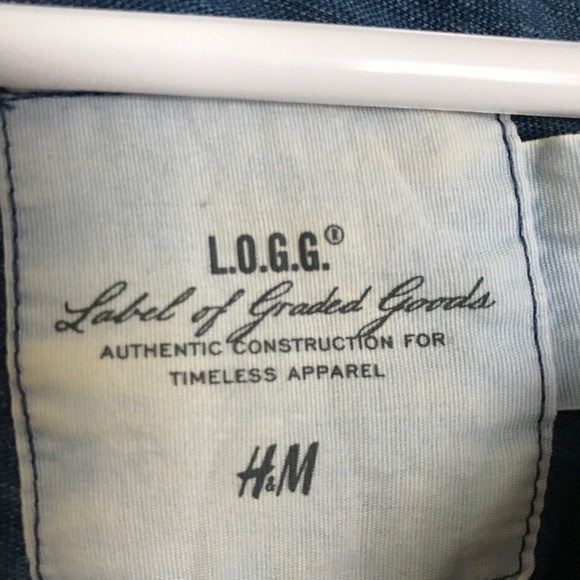 L.O.G.G.®
Label of Graded Goods
AUTHENTIC CONSTRUCTION FOR
TIMELESS APPAREL
H&M